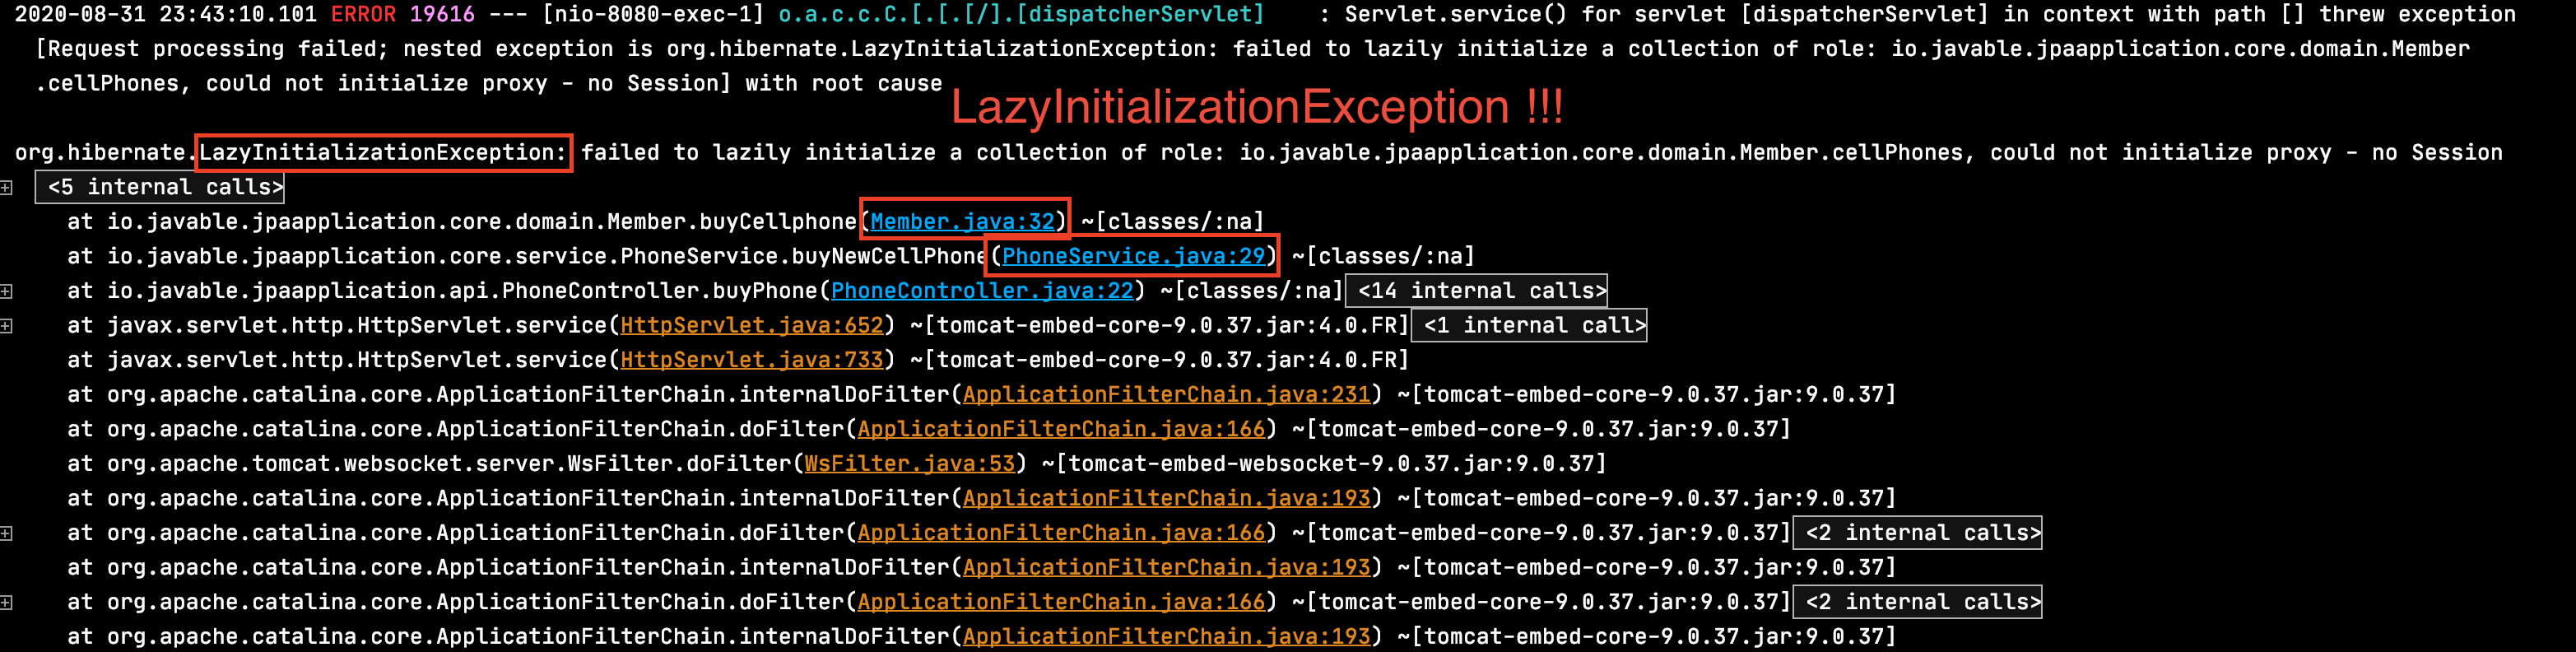 2020-08-31 23:43:10.101 ERROR 19616 --- [nio-8080-exec-1] o.a.c.c.C.[.[.[/].[dispatcherServlet]    : Servlet.service() for servlet [dispatcherServlet] in context with path [] threw exception
[Request processing failed; nested exception is org.hibernate.LazyInitializationException: failed to lazily initialize a collection of role: io.javable.jpaapplication.core.domain.Member
.cellPhones, could not initialize proxy - no Session] with root cause
LazyInitializationException !!!
org.hibernate.LazyInitializationException: failed to lazily initialize a collection of role: io.javable.jpaapplication.core.domain.Member.cellPhones, could not initialize proxy - no Session
<5 internal calls>
at io.javable.jpaapplication.core.domain.Member.buyCellphone(Member.java:32) ~[classes/:na]
at io.javable.jpaapplication.core.service.PhoneService.buyNewCellPhone(PhoneService.java:29) ~[classes/:na]
at io.javable.jpaapplication.api.PhoneController.buyPhone(PhoneController.java:22) ~[classes/:na] <14 internal calls>
at javax.servlet.http.HttpServlet.service(HttpServlet.java:652) ~[tomcat-embed-core-9.0.37.jar:4.0.FR] <1 internal call>
at javax.servlet.http.HttpServlet.service(HttpServlet.java:733) ~[tomcat-embed-core-9.0.37.jar:4.0.FR]
at org.apache.catalina.core.ApplicationFilterChain.internalDoFilter(ApplicationFilterChain.java:231) ~[tomcat-embed-core-9.0.37.jar:9.0.37]
at org.apache.catalina.core.ApplicationFilterChain.doFilter(ApplicationFilterChain.java:166) ~[tomcat-embed-core-9.0.37.jar:9.0.37]
at org.apache.tomcat.websocket.server.WsFilter.doFilter(WsFilter.java:53) ~[tomcat-embed-websocket-9.0.37.jar:9.0.37]
at org.apache.catalina.core.ApplicationFilterChain.internalDoFilter(ApplicationFilterChain.java:193) ~[tomcat-embed-core-9.0.37.jar:9.0.37]
at org.apache.catalina.core.ApplicationFilterChain.doFilter(ApplicationFilterChain.java:166) ~[tomcat-embed-core-9.0.37.jar:9.0.37] <2 internal calls>
at org.apache.catalina.core.ApplicationFilterChain.internalDoFilter(ApplicationFilterChain.java:193) ~[tomcat-embed-core-9.0.37.jar:9.0.37]
at org.apache.catalina.core.ApplicationFilterChain.doFilter(ApplicationFilterChain.java:166) ~[tomcat-embed-core-9.0.37.jar:9.0.37] <2 internal calls>
at org.apache.catalina.core.ApplicationFilterChain.internalDoFilter(ApplicationFilterChain.java:193) ~[tomcat-embed-core-9.0.37.jar:9.0.37]